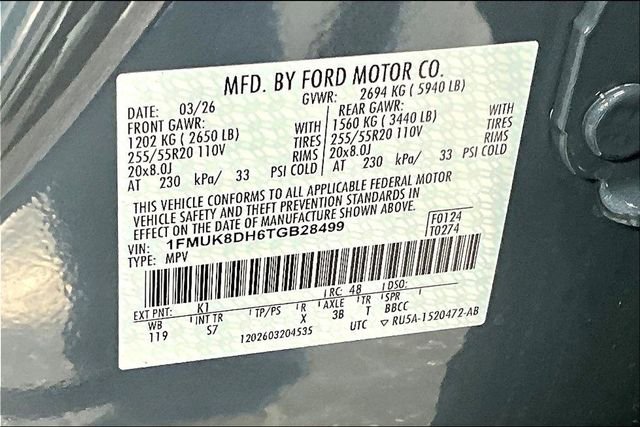 MFD. BY FORD MOTOR CO.
DATE: 03/26 GVWR: 2694 KG ( 5940 LB)
FRONT GAWR: REAR GAWR:
1202 KG ( 2650 LB) WITH 1560 KG ( 3440 LB) WITH
255/55R20 110V TIRES 255/55R20 110V TIRES
20x8.0J RIMS 20x8.0J RIMS
AT 230 kPa/ 33 PSI COLD AT 230 kPa/ 33 PSI COLD
THIS VEHICLE CONFORMS TO ALL APPLICABLE FEDERAL MOTOR
VEHICLE SAFETY AND THEFT PREVENTION STANDARDS IN
EFFECT ON THE DATE OF MANUFACTURE SHOWN ABOVE.
VIN: 1FMUK8DH6TGB28499 F0124
TYPE: MPV T0274
EXT PNT: K1 RC: 48 DSO:
WB INT TR TP/PS R AXLE TR SPR
119 S7 X 3B T BBCC
1202603204535 UTC RU5A-1520472-AB